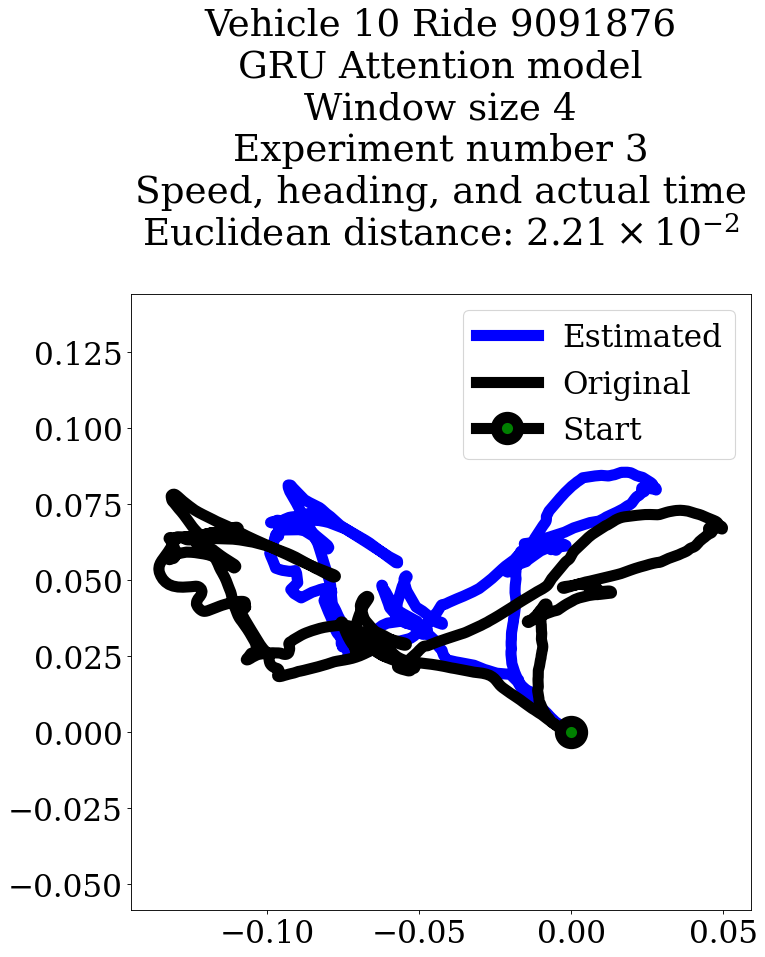 Vehicle 10 Ride 9091876
GRU Attention model
Window size 4
Experiment number 3
Speed, heading, and actual time
Euclidean distance: 2.21 × 10⁻²
Estimated
Original
Start
0.125
0.100
0.075
0.050
0.025
0.000
−0.025
−0.050
−0.10
−0.05
0.00
0.05